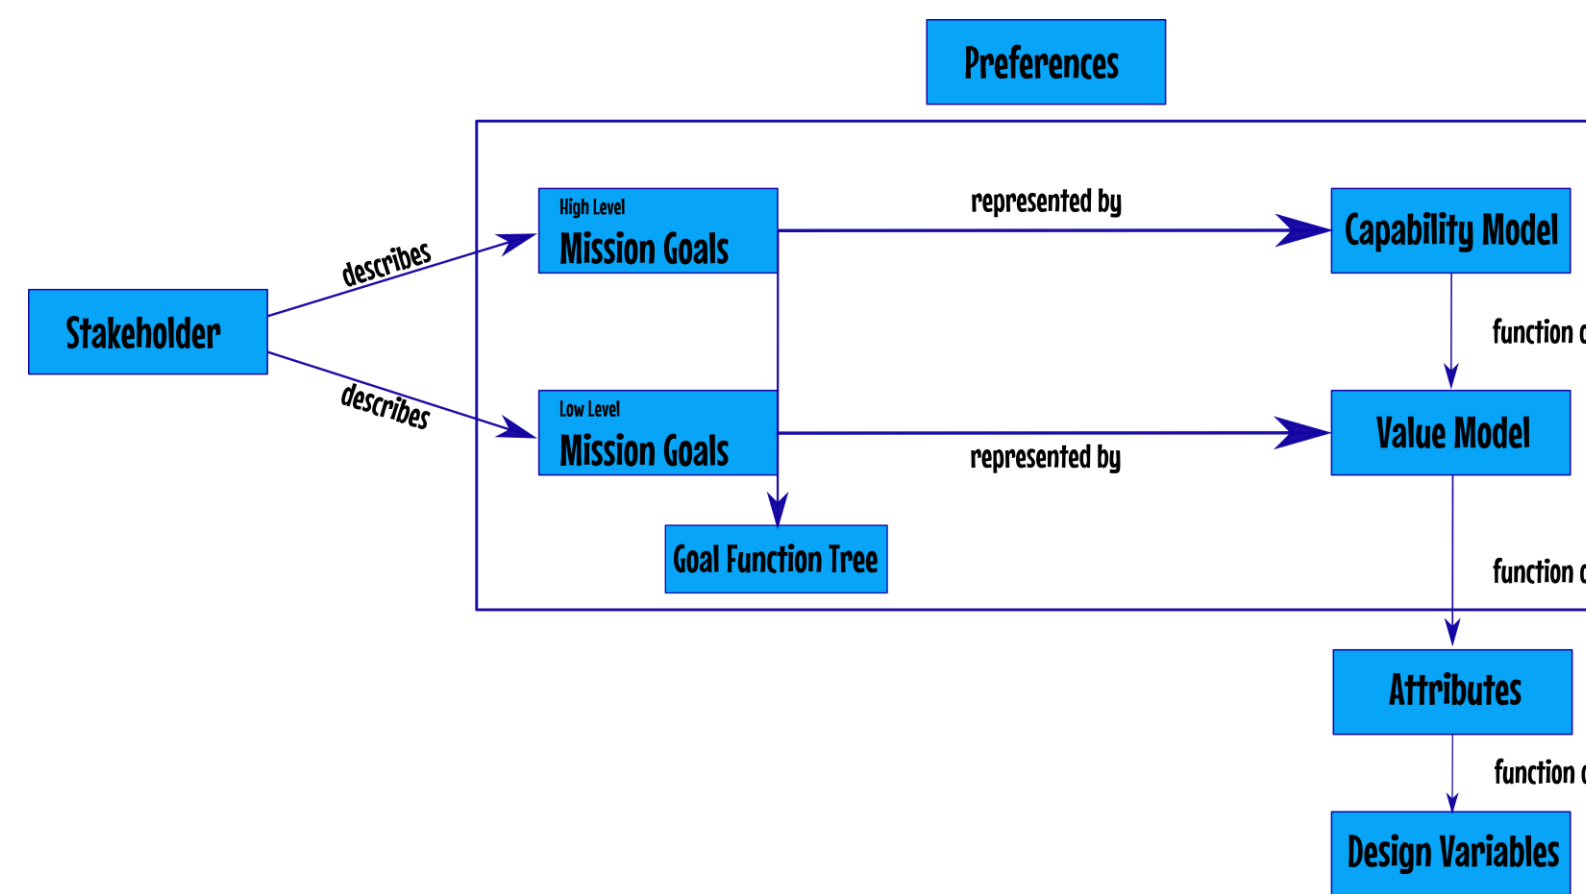 Preferences
High Level
Mission Goals
represented by
Capability Model
describes
Stakeholder
function
describes
Low Level
Mission Goals
represented by
Value Model
Goal Function Tree
function
Attributes
function
Design Variables